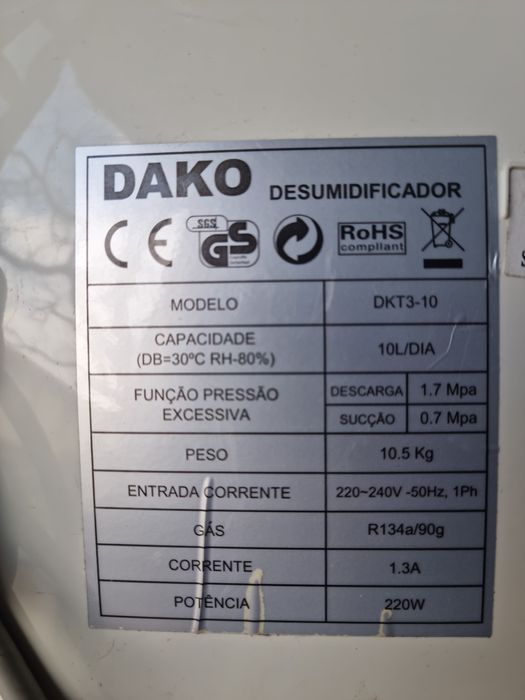 DAKO DESUMIDIFICADOR
CE SGS GS RoHS
compliant
MODELO DKT3-10
CAPACIDADE
(DB=30ºC RH-80%) 10L/DIA
FUNÇÃO PRESSÃO
EXCESSIVA
DESCARGA 1.7 Mpa
SUCÇÃO 0.7 Mpa
PESO 10.5 Kg
ENTRADA CORRENTE 220~240V -50Hz, 1Ph
GÁS R134a/90g
CORRENTE 1.3A
POTÊNCIA 220W